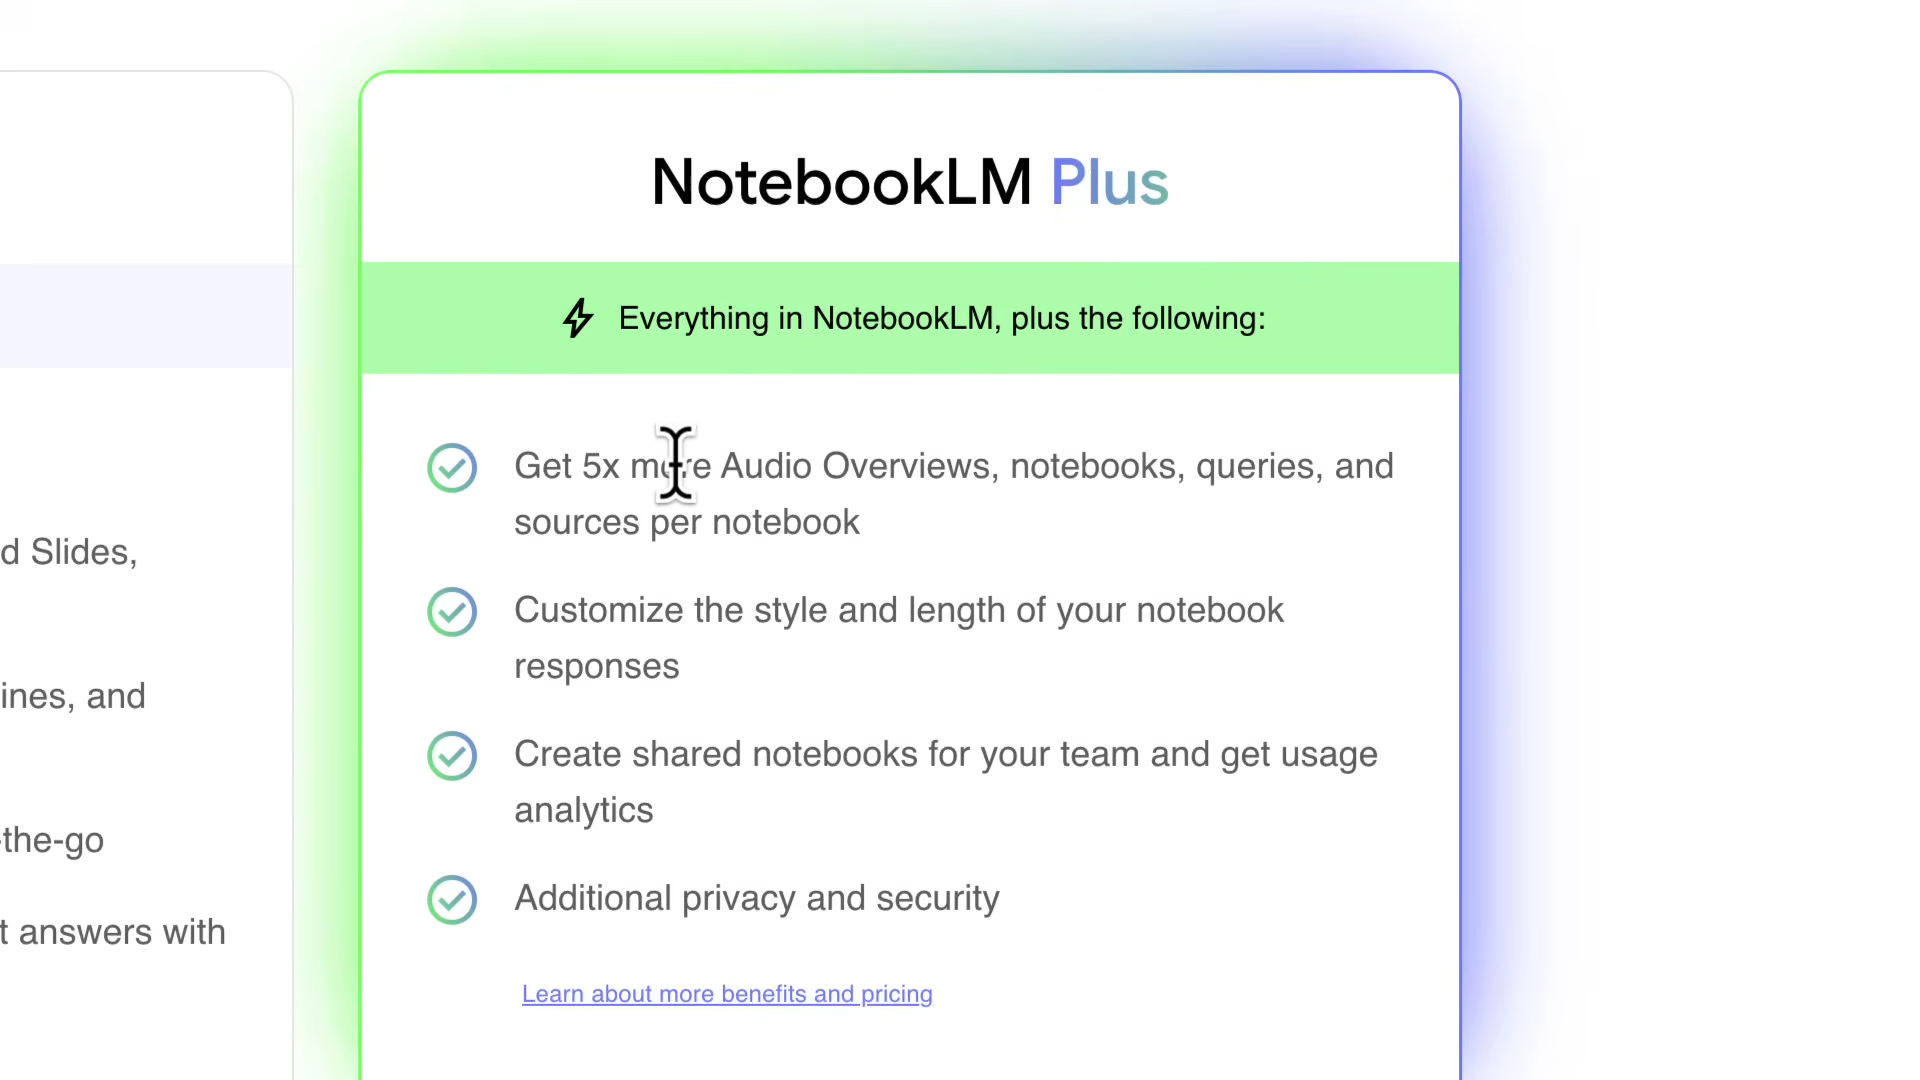 NotebookLM Plus
Everything in NotebookLM, plus the following:
Get 5x more Audio Overviews, notebooks, queries, and
sources per notebook
Customize the style and length of your notebook
responses
Create shared notebooks for your team and get usage
analytics
Additional privacy and security
Learn about more benefits and pricing
d Slides,
ines, and
-the-go
t answers with